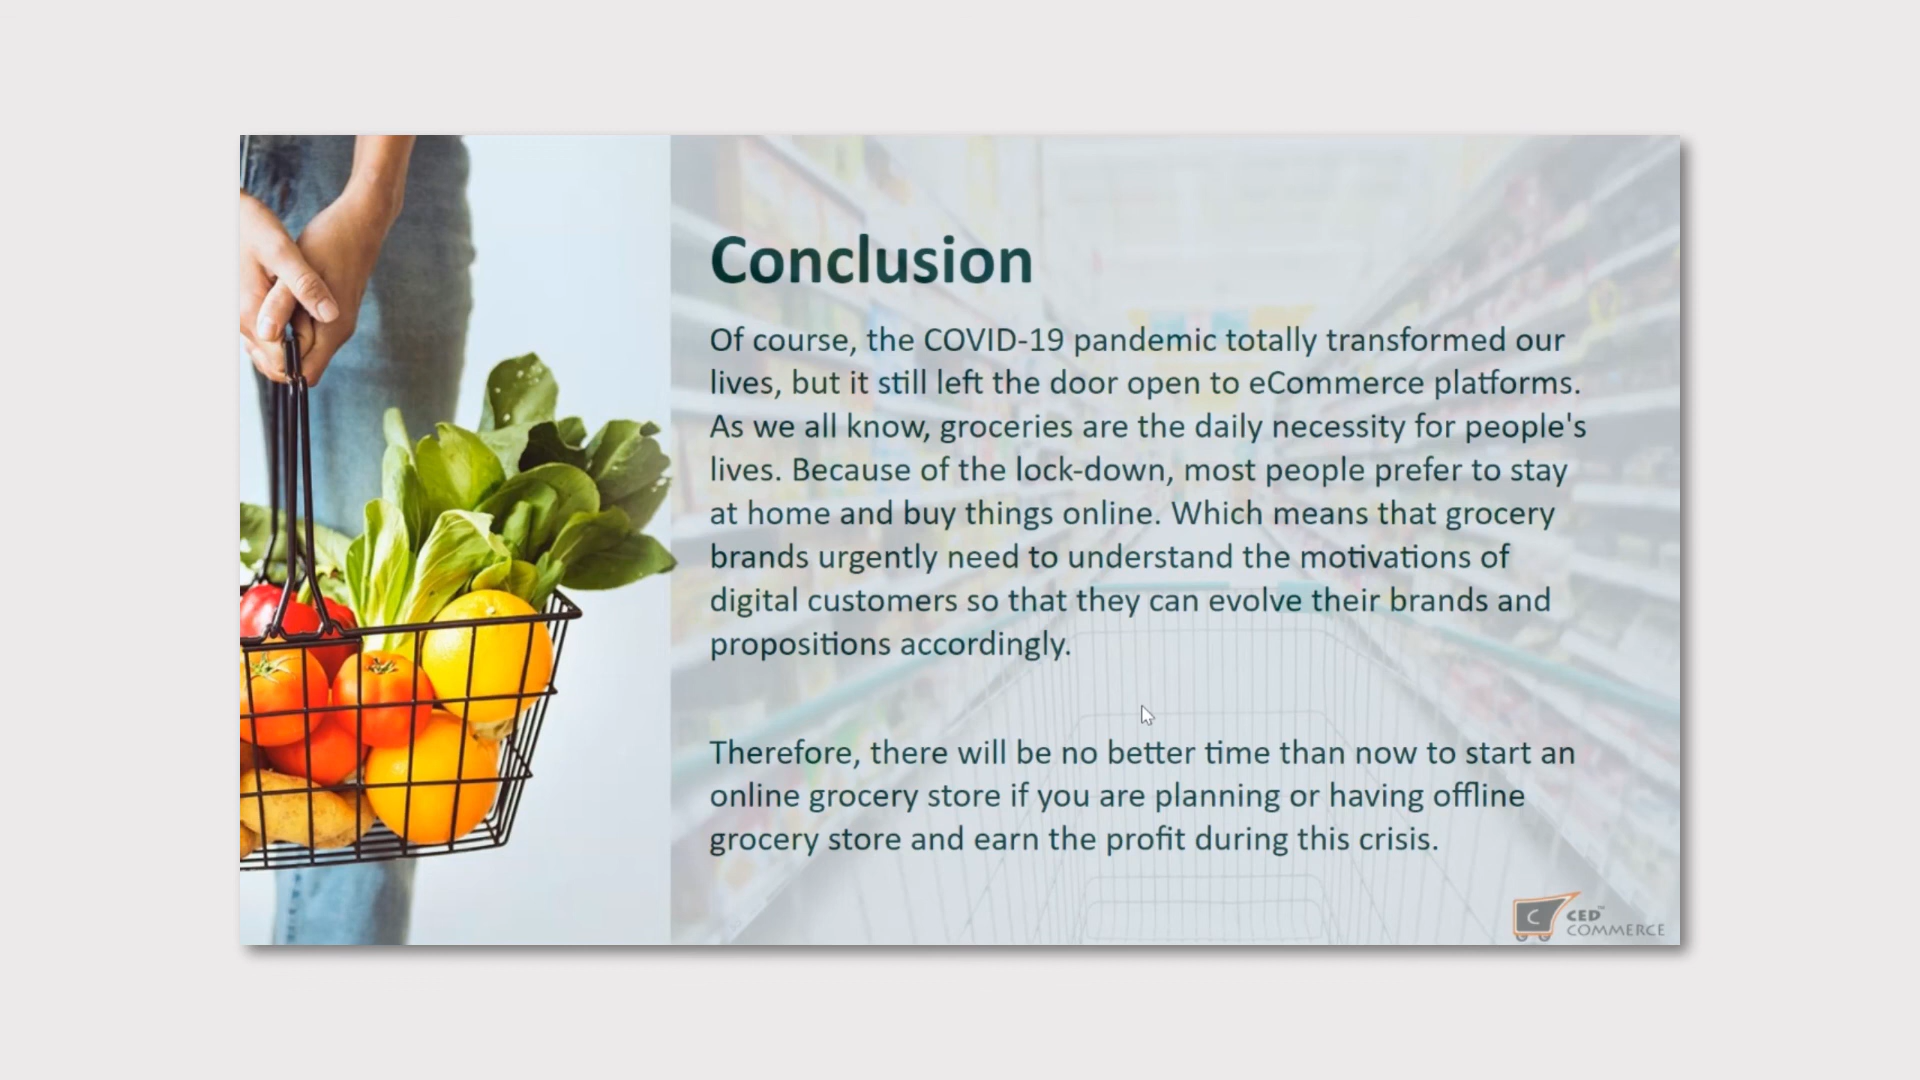 Conclusion
Of course, the COVID-19 pandemic totally transformed our
lives, but it still left the door open to eCommerce platforms.
As we all know, groceries are the daily necessity for people's
lives. Because of the lock-down, most people prefer to stay
at home and buy things online. Which means that grocery
brands urgently need to understand the motivations of
digital customers so that they can evolve their brands and
propositions accordingly.
Therefore, there will be no better time than now to start an
online grocery store if you are planning or having offline
grocery store and earn the profit during this crisis.
C CED™
COMMERCE